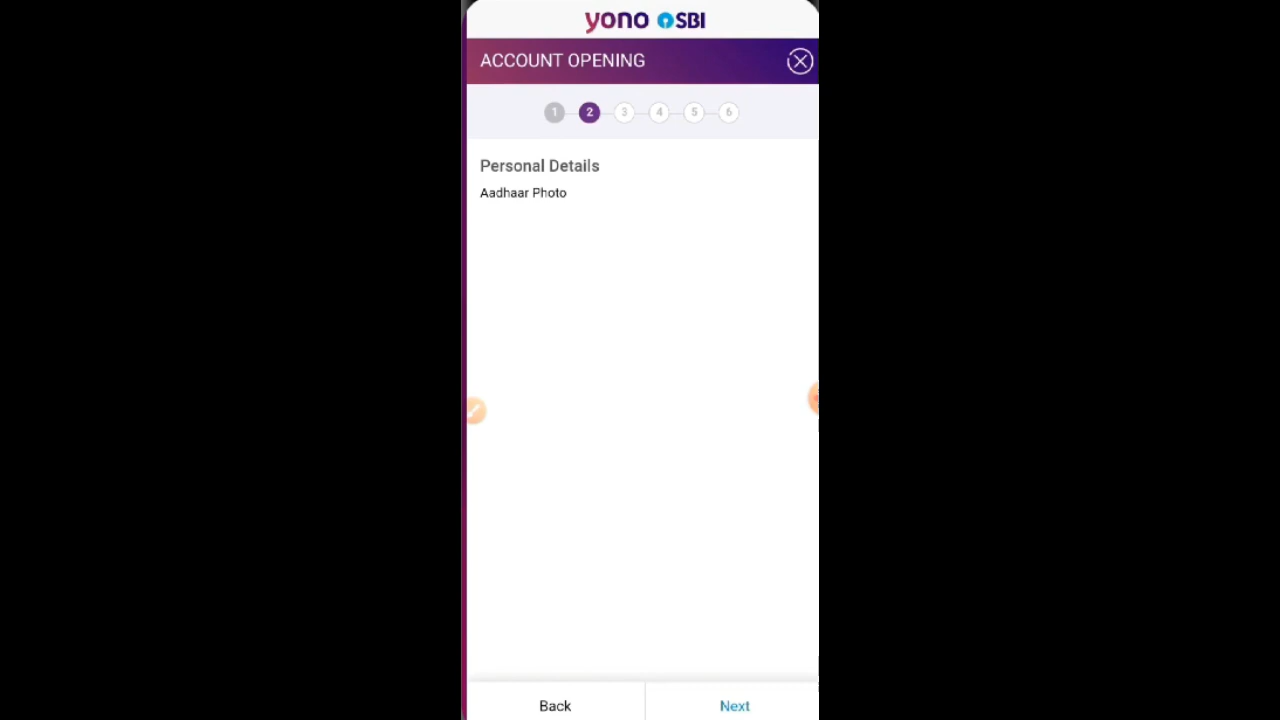 yono SBI
ACCOUNT OPENING
1 2 3 4 5 6
Personal Details
Aadhaar Photo
Back Next